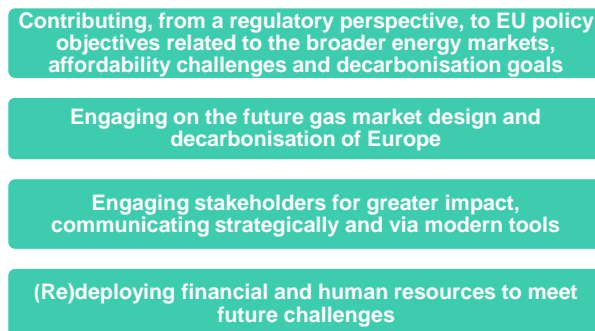 Contributing, from a regulatory perspective, to EU policy
objectives related to the broader energy markets,
affordability challenges and decarbonisation goals
Engaging on the future gas market design and
decarbonisation of Europe
Engaging stakeholders for greater impact,
communicating strategically and via modern tools
(Re)deploying financial and human resources to meet
future challenges